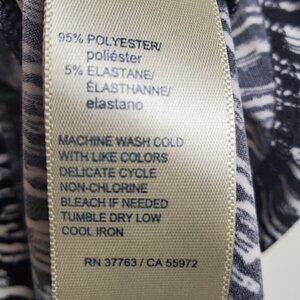 95% POLYESTER/
poliéster
5% ELASTANE/
ÉLASTHANNE/
elastano
MACHINE WASH COLD
WITH LIKE COLORS
DELICATE CYCLE
NON-CHLORINE
BLEACH IF NEEDED
TUMBLE DRY LOW
COOL IRON
RN 37763 / CA 55972